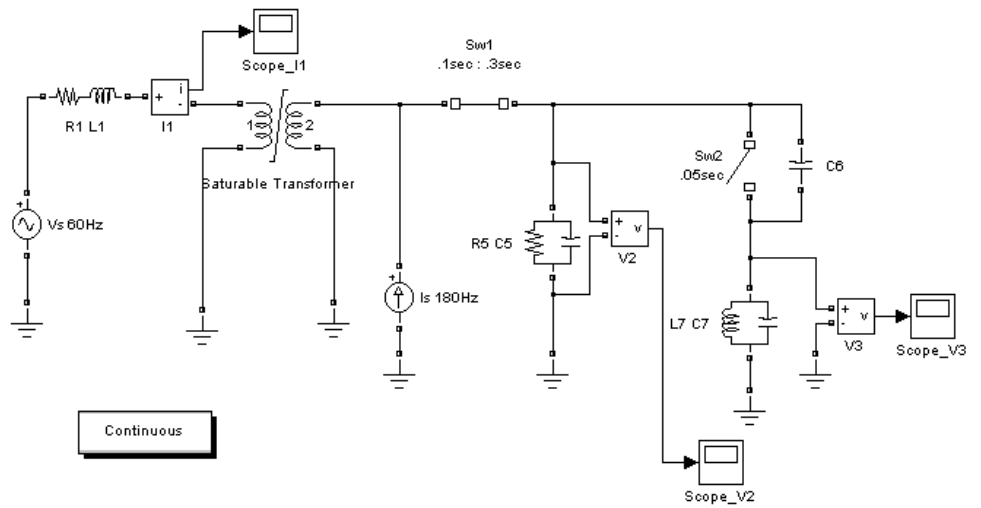 Scope_I1
Sw1
.1sec : .3sec
+
i
-
R1 L1
I1
1
2
Saturable Transformer
Sw2
.05sec
C6
+
Vs 60Hz
R5 C5
+
-
v
V2
+
Is 180Hz
L7 C7
+
-
v
V3
Scope_V3
Continuous
Scope_V2